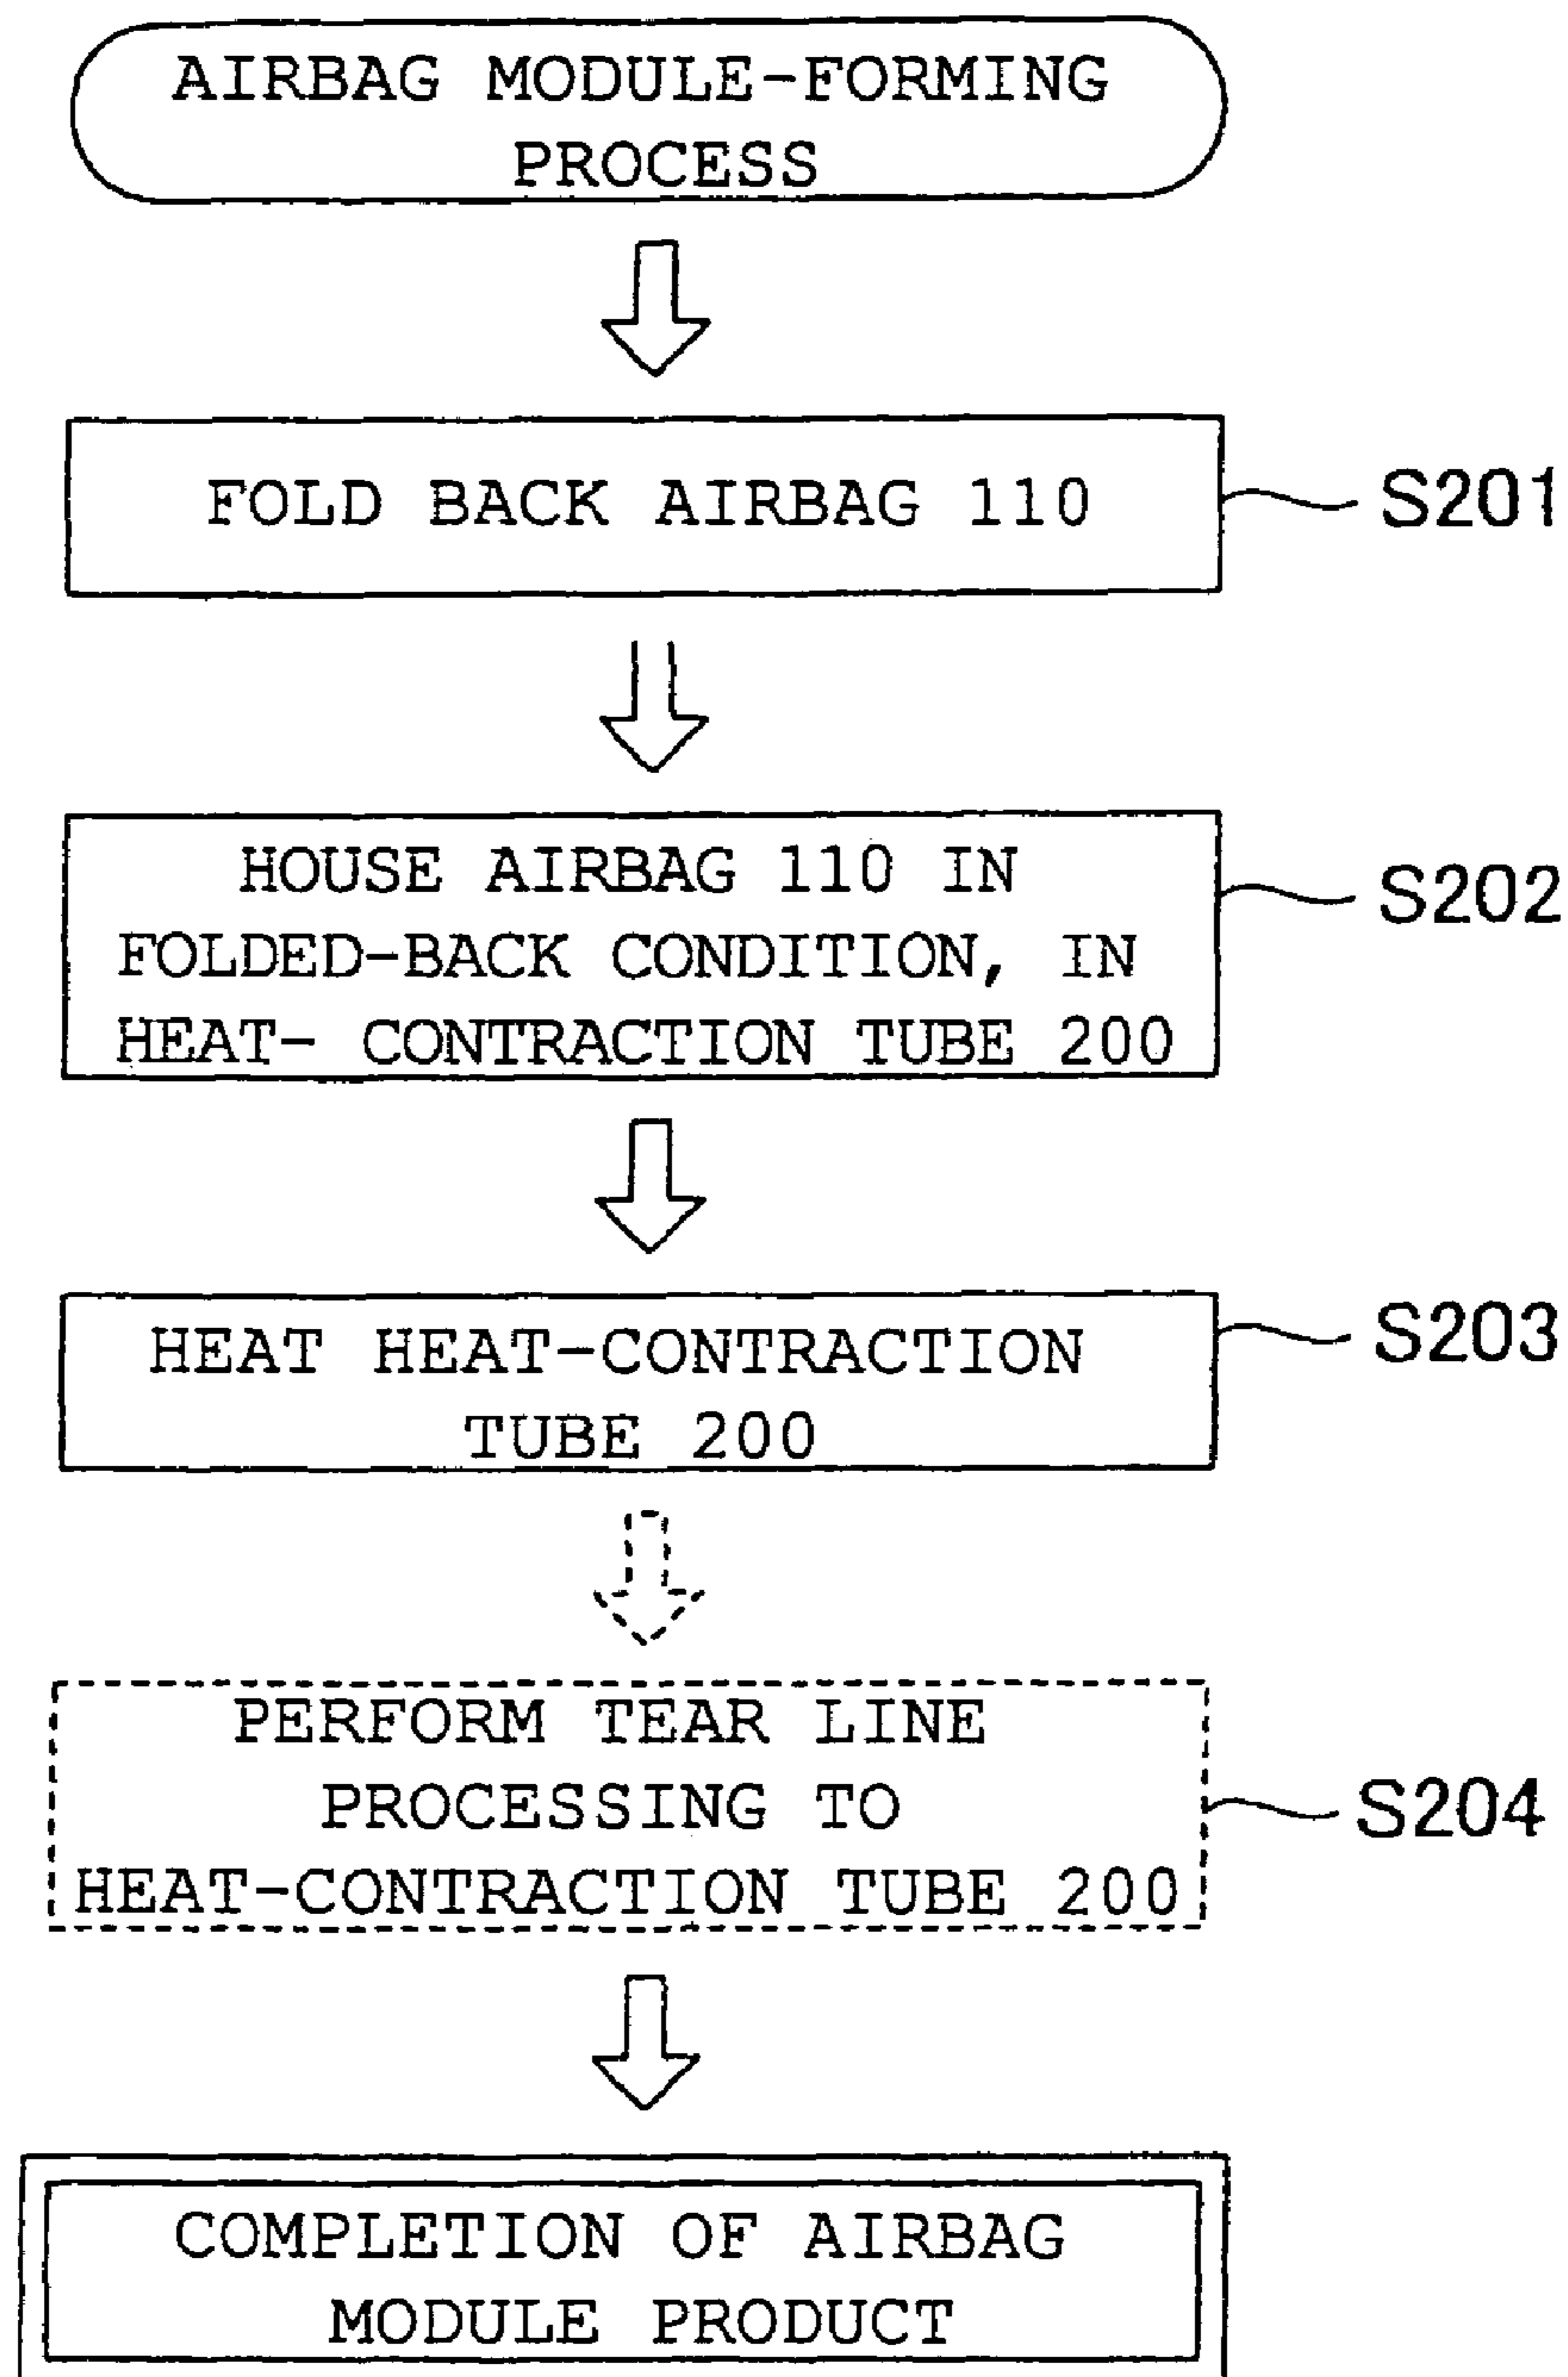 AIRBAG MODULE-FORMING
PROCESS
FOLD BACK AIRBAG 110
S201
HOUSE AIRBAG 110 IN
FOLDED-BACK CONDITION, IN
HEAT- CONTRACTION TUBE 200
S202
HEAT HEAT-CONTRACTION
TUBE 200
S203
PERFORM TEAR LINE
PROCESSING TO
HEAT-CONTRACTION TUBE 200
S204
COMPLETION OF AIRBAG
MODULE PRODUCT